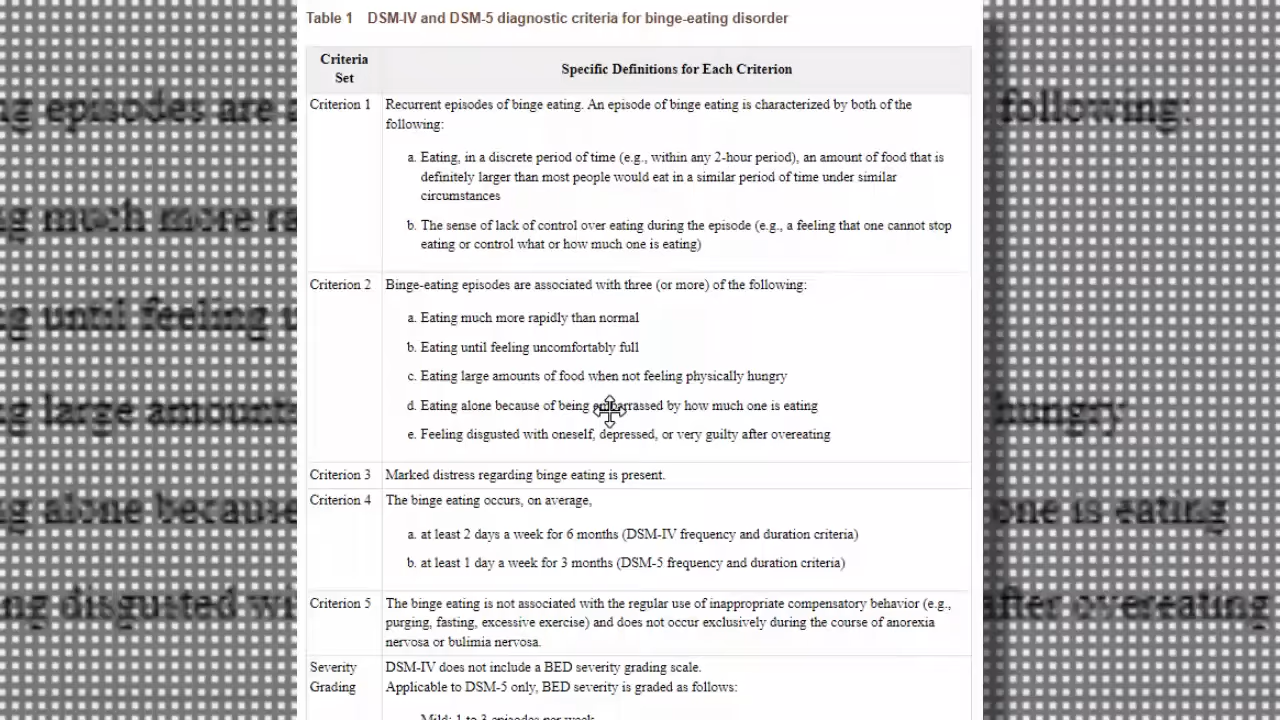 Table 1 DSM-IV and DSM-5 diagnostic criteria for binge-eating disorder
Criteria Set
Specific Definitions for Each Criterion
Criterion 1
Recurrent episodes of binge eating. An episode of binge eating is characterized by both of the
following:
a. Eating, in a discrete period of time (e.g., within any 2-hour period), an amount of food that is
definitely larger than most people would eat in a similar period of time under similar
circumstances
b. The sense of lack of control over eating during the episode (e.g., a feeling that one cannot stop
eating or control what or how much one is eating)
Criterion 2
Binge-eating episodes are associated with three (or more) of the following:
a. Eating much more rapidly than normal
b. Eating until feeling uncomfortably full
c. Eating large amounts of food when not feeling physically hungry
d. Eating alone because of being embarrassed by how much one is eating
e. Feeling disgusted with oneself, depressed, or very guilty after overeating
Criterion 3
Marked distress regarding binge eating is present.
Criterion 4
The binge eating occurs, on average,
a. at least 2 days a week for 6 months (DSM-IV frequency and duration criteria)
b. at least 1 day a week for 3 months (DSM-5 frequency and duration criteria)
Criterion 5
The binge eating is not associated with the regular use of inappropriate compensatory behavior (e.g.,
purging, fasting, excessive exercise) and does not occur exclusively during the course of anorexia
nervosa or bulimia nervosa.
Severity
Grading
DSM-IV does not include a BED severity grading scale.
Applicable to DSM-5 only, BED severity is graded as follows:
Mild: 1 to 3 episodes per week